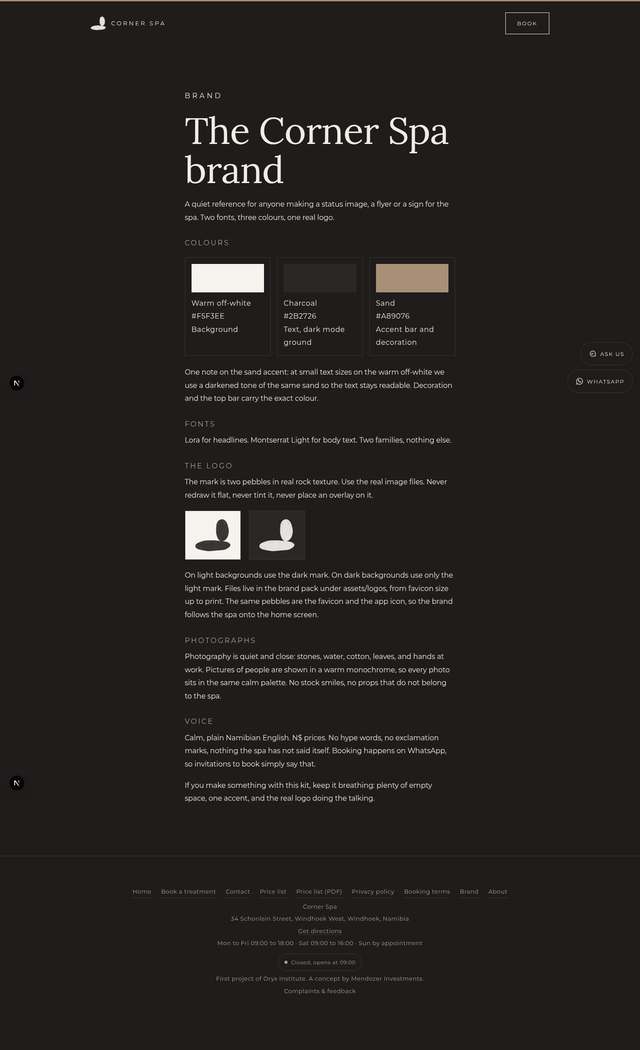 CORNER SPA
BOOK
BRAND
The Corner Spa
brand
A quiet reference for anyone making a status image, a flyer or a sign for the
spa. Two fonts, three colours, one real logo.
COLOURS
Warm off-white
#F5F3EE
Background
Charcoal
#2B2726
Text, dark mode
ground
Sand
#A89076
Accent bar and
decoration
ASK US
WHATSAPP
One note on the sand accent: at small text sizes on the warm off-white we
use a darkened tone of the same sand so the text stays readable. Decoration
and the top bar carry the exact colour.
N
FONTS
Lora for headlines. Montserrat Light for body text. Two families, nothing else.
THE LOGO
The mark is two pebbles in real rock texture. Use the real image files. Never
redraw it flat, never tint it, never place an overlay on it.
On light backgrounds use the dark mark. On dark backgrounds use only the
light mark. Files live in the brand pack under assets/logos, from favicon size
up to print. The same pebbles are the favicon and the app icon, so the brand
follows the spa onto the home screen.
PHOTOGRAPHS
Photography is quiet and close: stones, water, cotton, leaves, and hands at
work. Pictures of people are shown in a warm monochrome, so every photo
sits in the same calm palette. No stock smiles, no props that do not belong
to the spa.
VOICE
Calm, plain Namibian English. N$ prices. No hype words, no exclamation
marks, nothing the spa has not said itself. Booking happens on WhatsApp,
so invitations to book simply say that.
N
If you make something with this kit, keep it breathing: plenty of empty
space, one accent, and the real logo doing the talking.
Home Book a treatment Contact Price list Price list (PDF) Privacy policy Booking terms Brand About
Corner Spa
34 Schonlein Street, Windhoek West, Windhoek, Namibia
Get directions
Mon to Fri 09:00 to 18:00 · Sat 09:00 to 16:00 · Sun by appointment
Closed, opens at 09:00
First project of Oryx Institute. A concept by Mendozer Investments.
Complaints & feedback